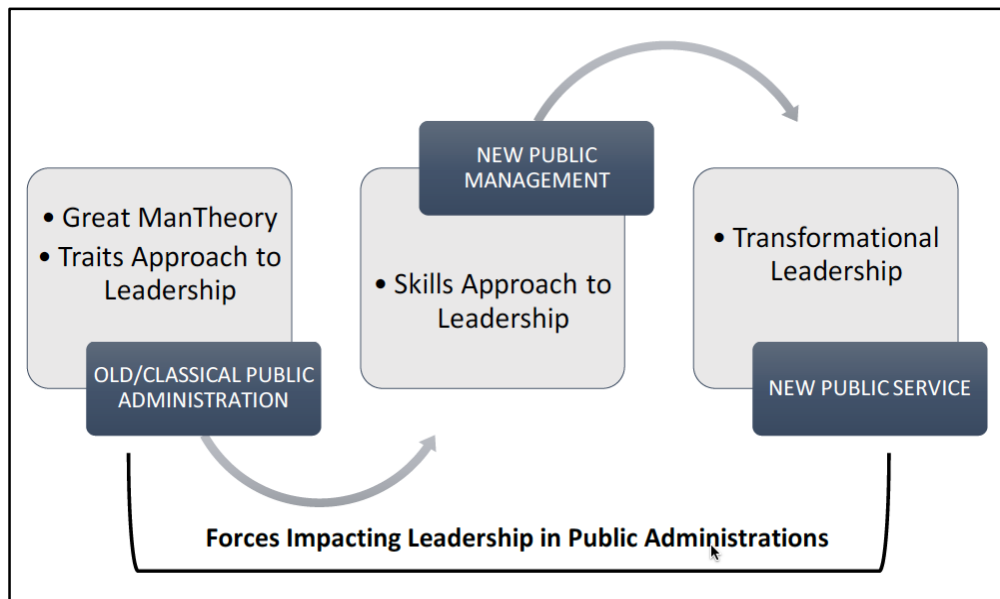 • Great ManTheory
• Traits Approach to
Leadership
OLD/CLASSICAL PUBLIC
ADMINISTRATION
NEW PUBLIC
MANAGEMENT
• Skills Approach to
Leadership
• Transformational
Leadership
NEW PUBLIC SERVICE
Forces Impacting Leadership in Public Administrations